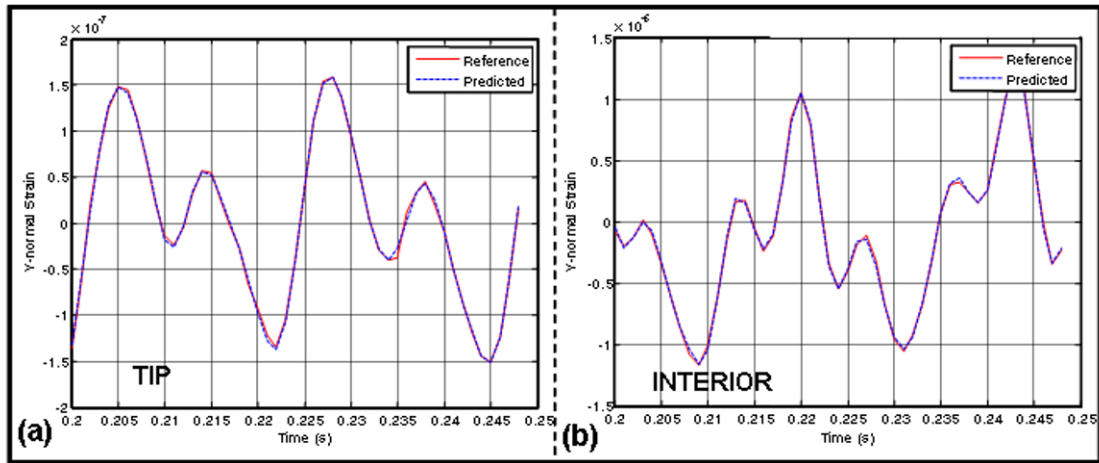 × 10⁻⁷
2
1.5
1
0.5
0
-0.5
-1
-1.5
-2
Y-normal Strain
Reference
Predicted
TIP
0.2 0.205 0.21 0.215 0.22 0.225 0.23 0.235 0.24 0.245 0.25
Time (s)
(a)
× 10⁻⁶
1.5
1
0.5
0
-0.5
-1
-1.5
Y-normal Strain
Reference
Predicted
INTERIOR
0.2 0.205 0.21 0.215 0.22 0.225 0.23 0.235 0.24 0.245 0.25
Time (s)
(b)